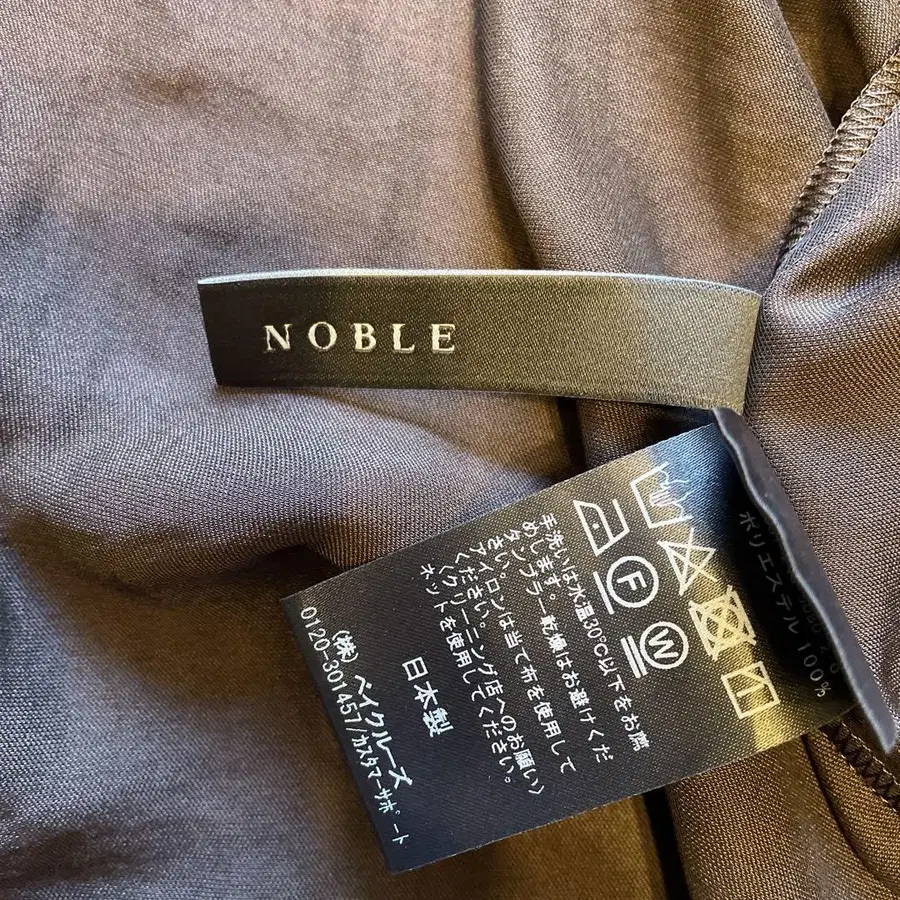 NOBLE
ポリエステル 100%
F
W
手洗いは水温30℃以下をお薦
めします。
タンブラー乾燥はお避けくだ
さい。
アイロンは当て布を使用して
ください。
〈クリーニング店へのお願い〉
ネットを使用してください。
日本製
(株)ベイクルーズ
0120-301457/カスタマーサポート